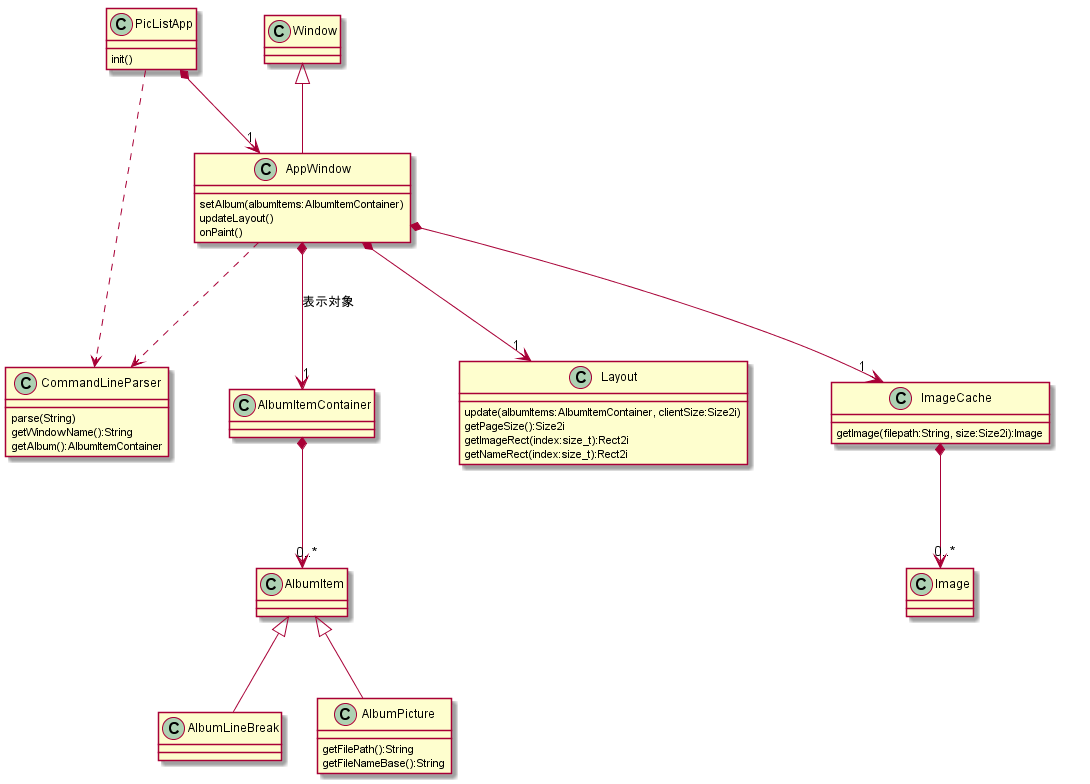 C PicListApp
init()
C Window
1
C AppWindow
setAlbum(albumItems:AlbumItemContainer)
updateLayout()
onPaint()
表示対象
C CommandLineParser
parse(String)
getWindowName():String
getAlbum():AlbumItemContainer
1
C AlbumItemContainer
1
C Layout
update(albumItems:AlbumItemContainer, clientSize:Size2i)
getPageSize():Size2i
getImageRect(index:size_t):Rect2i
getNameRect(index:size_t):Rect2i
1
C ImageCache
getImage(filepath:String, size:Size2i):Image
0..*
C AlbumItem
0..*
C Image
C AlbumLineBreak
C AlbumPicture
getFilePath():String
getFileNameBase():String